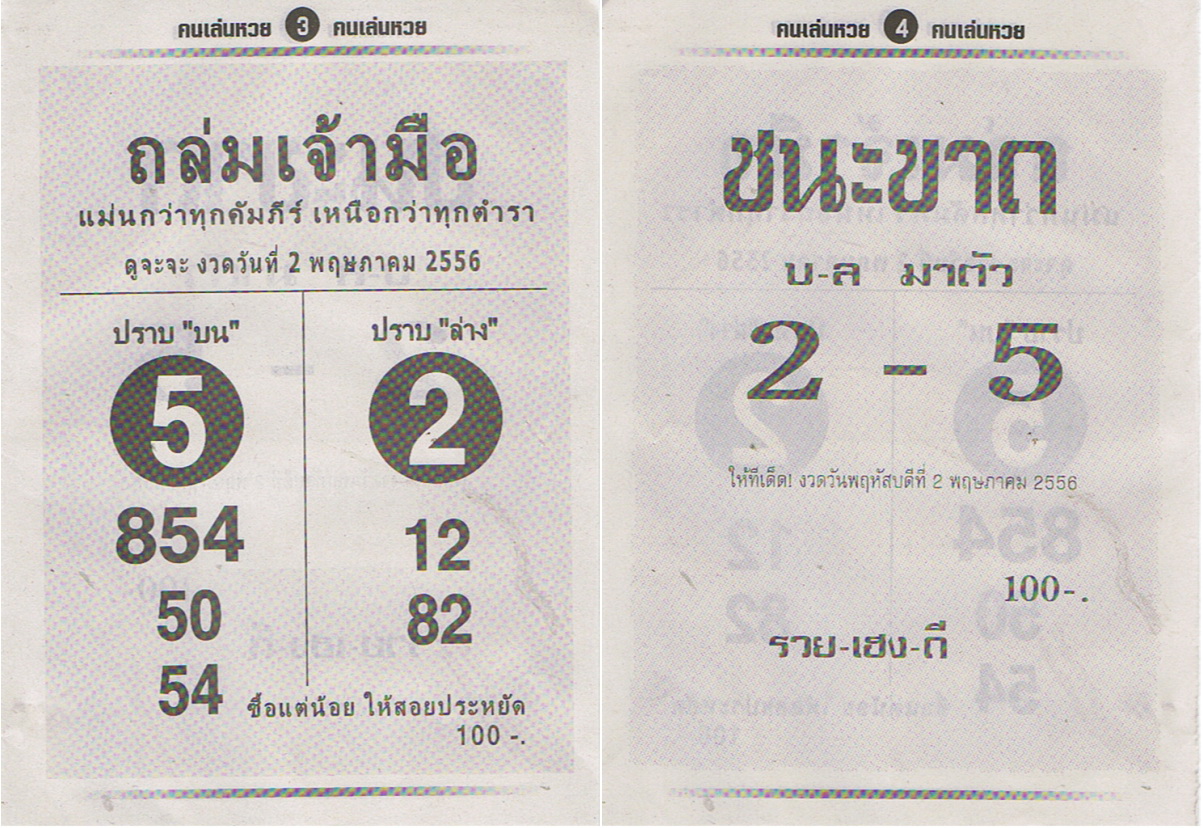 คนเล่นหวย 3 คนเล่นหวย
ถล่มเจ้ามือ
แม่นกว่าทุกคัมภีร์ เหนือกว่าทุกตำรา
ดูจะจะ งวดวันที่ 2 พฤษภาคม 2556
ปราบ "บน"
5
854
50
54
ปราบ "ล่าง"
2
12
82
ซื้อแต่น้อย ให้สอยประหยัด
100 -.
คนเล่นหวย 4 คนเล่นหวย
ชนะขาด
บ-ล มาตัว
2 - 5
ให้ทีเด็ด! งวดวันพฤหัสบดีที่ 2 พฤษภาคม 2556
100-.
รวย-เฮง-ดี